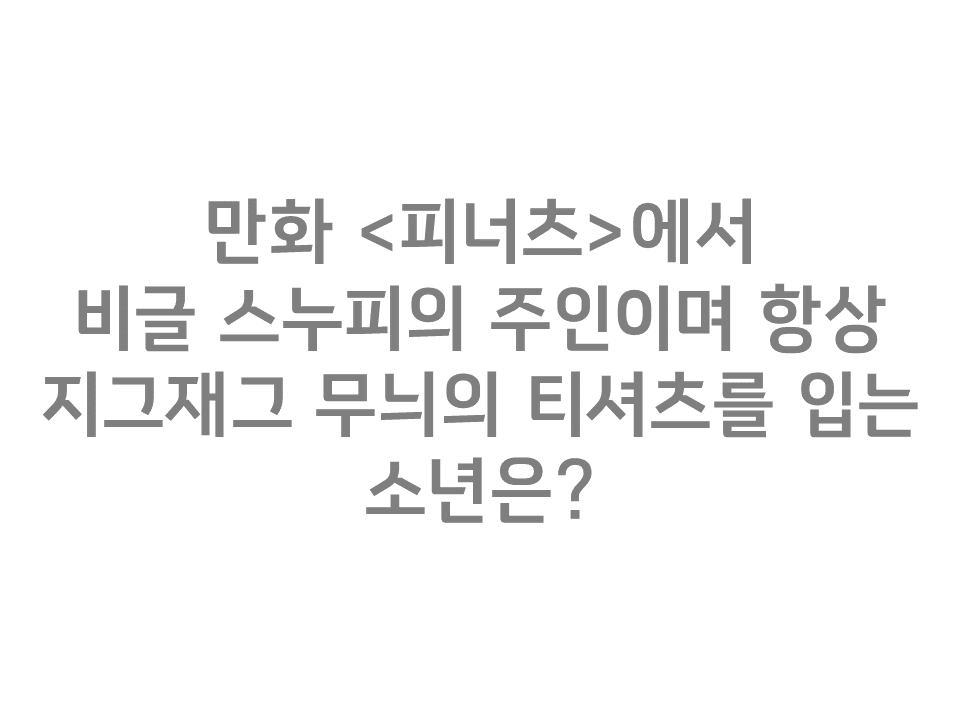 만화 <피너츠>에서
비글 스누피의 주인이며 항상
지그재그 무늬의 티셔츠를 입는
소년은?